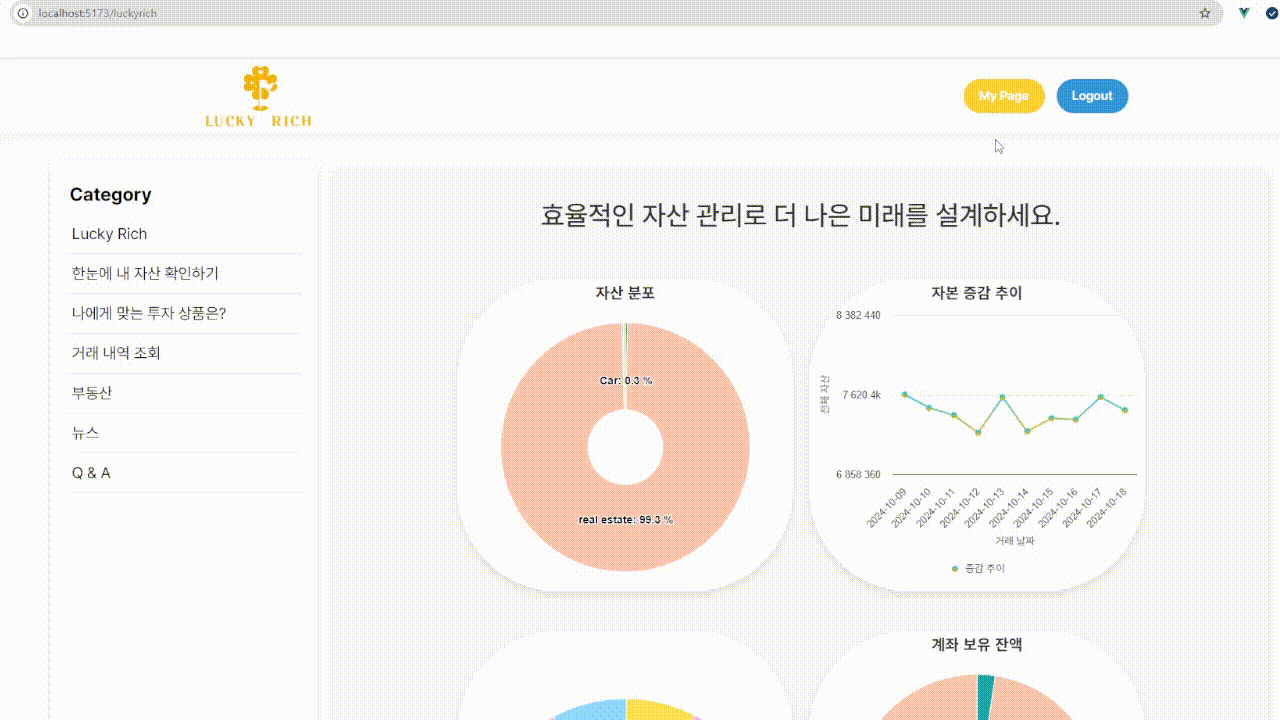 localhost:5173/luckyrich
LUCKY RICH
My Page
Logout
Category
Lucky Rich
한눈에 내 자산 확인하기
나에게 맞는 투자 상품은?
거래 내역 조회
부동산
뉴스
Q & A
효율적인 자산 관리로 더 나은 미래를 설계하세요.
자산 분포
Car: 0.3 %
real estate: 99.3 %
자본 증감 추이
8 382 440
7 620.4k
6 858 360
전체 자산
2024-10-09
2024-10-10
2024-10-11
2024-10-12
2024-10-13
2024-10-14
2024-10-15
2024-10-16
2024-10-17
2024-10-18
거래 날짜
증감 추이
계좌 보유 잔액